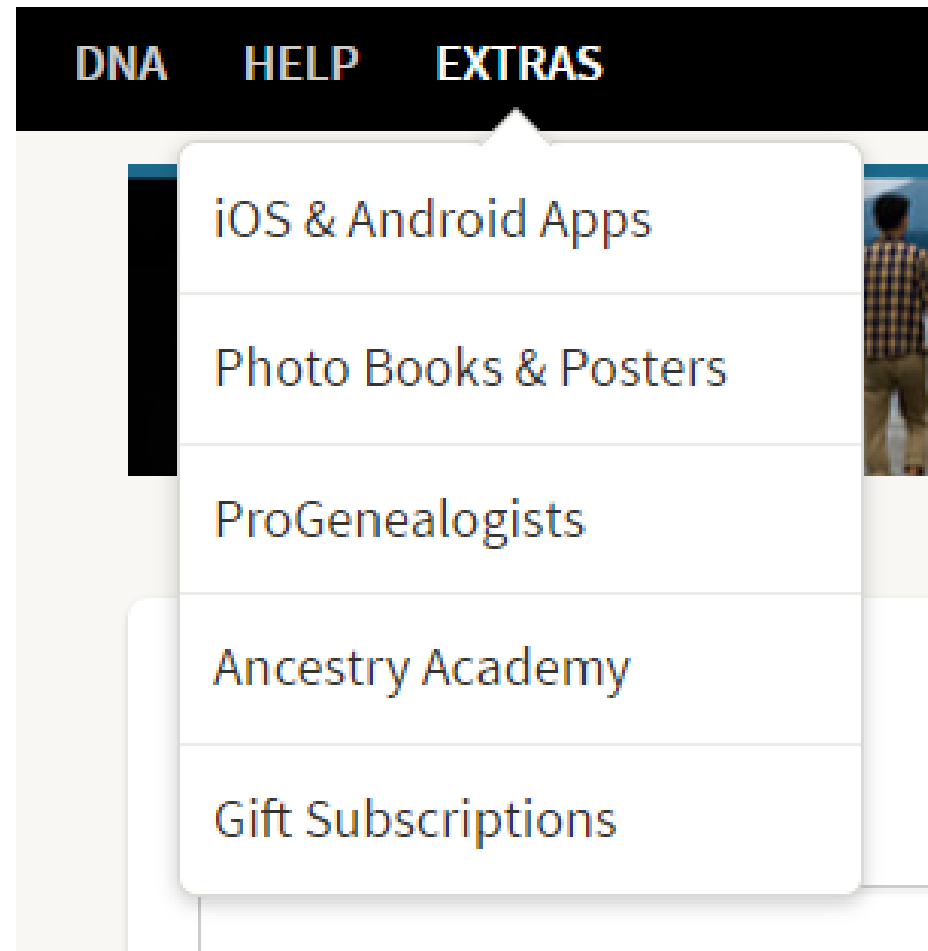 DNA HELP EXTRAS
iOS & Android Apps
Photo Books & Posters
ProGenealogists
Ancestry Academy
Gift Subscriptions